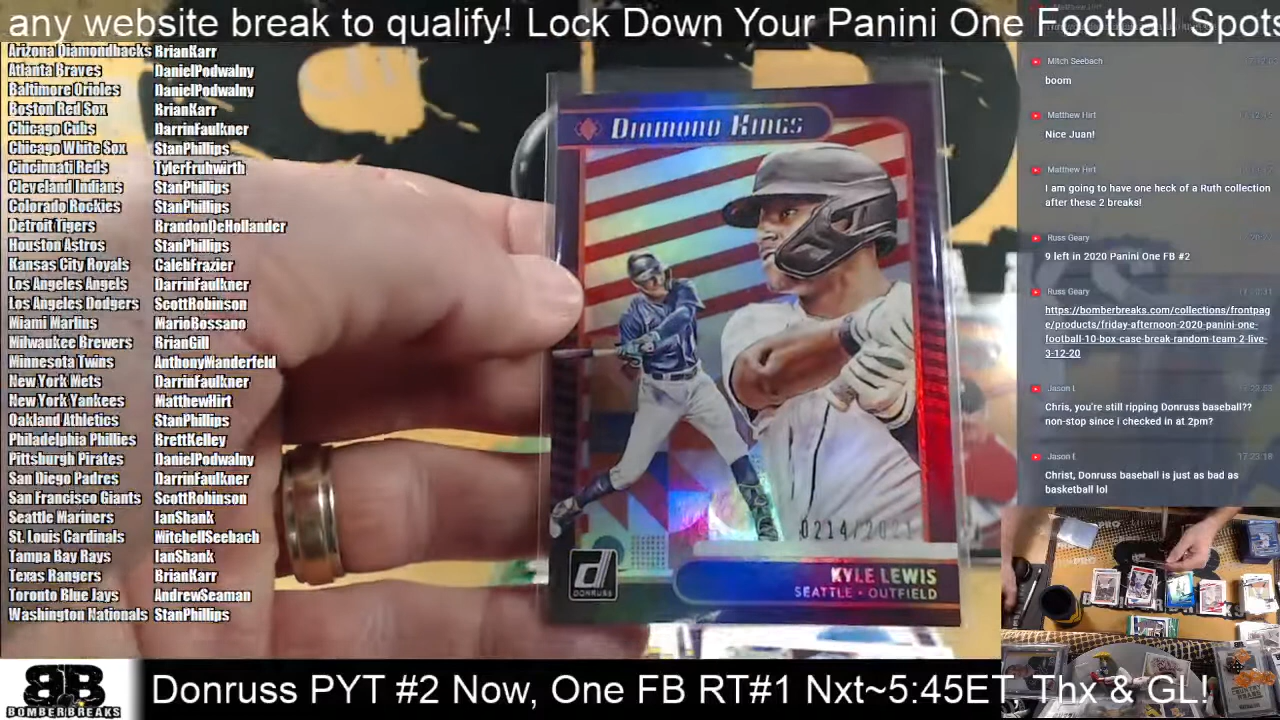 any website break to qualify! Lock Down Your Panini One Football Spots
Arizona Diamondbacks BrianKarr
Atlanta Braves DanielPodwalny
Baltimore Orioles DanielPodwalny
Boston Red Sox BrianKarr
Chicago Cubs DarrinFaulkner
Chicago White Sox StanPhillips
Cincinnati Reds TylerFruhwirth
Cleveland Indians StanPhillips
Colorado Rockies StanPhillips
Detroit Tigers BrandonDeHollander
Houston Astros StanPhillips
Kansas City Royals CalebFrazier
Los Angeles Angels DarrinFaulkner
Los Angeles Dodgers ScottRobinson
Miami Marlins MarioBossano
Milwaukee Brewers BrianGill
Minnesota Twins AnthonyManderfeld
New York Mets DarrinFaulkner
New York Yankees MatthewHirt
Oakland Athletics StanPhillips
Philadelphia Phillies BrettKelley
Pittsburgh Pirates DanielPodwalny
San Diego Padres DarrinFaulkner
San Francisco Giants ScottRobinson
Seattle Mariners IanShank
St. Louis Cardinals MitchellSeebach
Tampa Bay Rays IanShank
Texas Rangers BrianKarr
Toronto Blue Jays AndrewSeaman
Washington Nationals StanPhillips
Diamond Kings
0214/2021
d
DONRUSS
KYLE LEWIS
SEATTLE • OUTFIELD
Mitch Seebach
boom
Matthew Hirt
Nice Juan!
Matthew Hirt
I am going to have one heck of a Ruth collection
after these 2 breaks!
Russ Geary
9 left in 2020 Panini One FB #2
Russ Geary
https://bomberbreaks.com/collections/frontpag
e/products/friday-afternoon-2020-panini-one-
football-10-box-case-break-random-team-2-live-
3-12-20
Jason L
Chris, you're still ripping Donruss baseball??
non-stop since i checked in at 2pm?
Jason L
17:23:18
Christ, Donruss baseball is just as bad as
basketball lol
BB
BOMBERBREAKS
Donruss PYT #2 Now, One FB RT#1 Nxt~5:45ET Thx & GL!